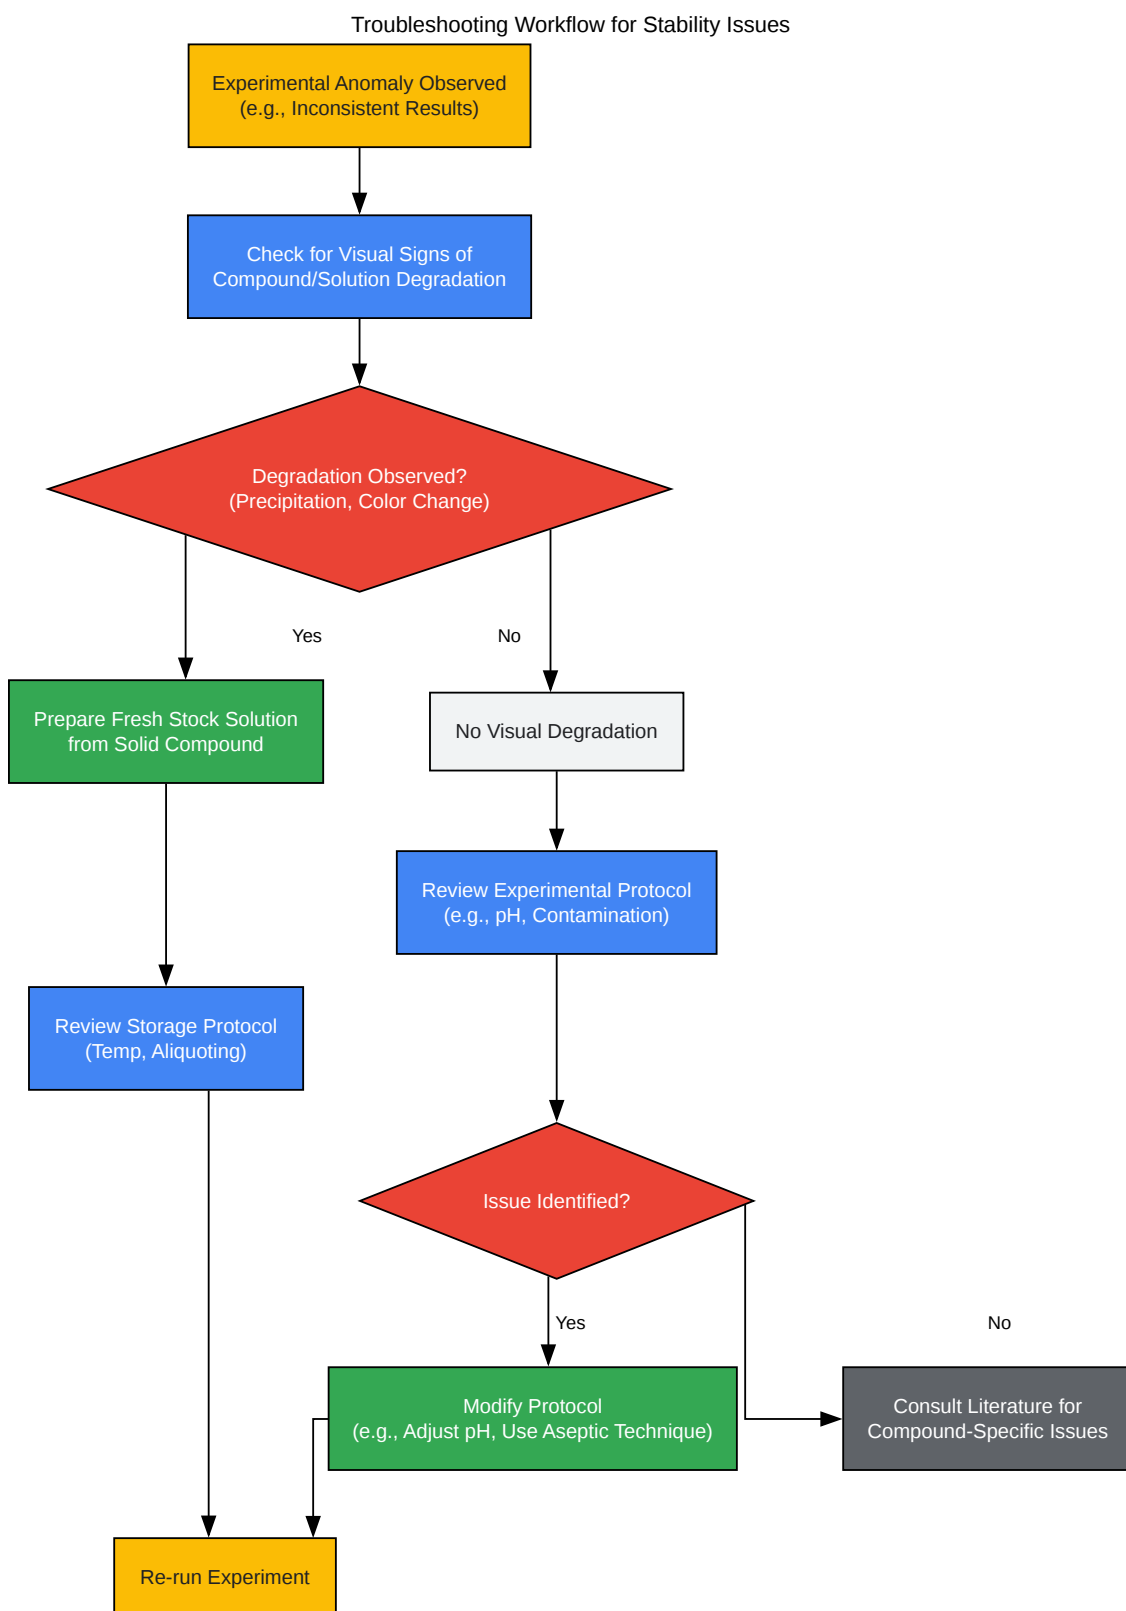 Troubleshooting Workflow for Stability Issues
Experimental Anomaly Observed
(e.g., Inconsistent Results)
Check for Visual Signs of
Compound/Solution Degradation
Degradation Observed?
(Precipitation, Color Change)
Yes
No
Prepare Fresh Stock Solution
from Solid Compound
No Visual Degradation
Review Experimental Protocol
(e.g., pH, Contamination)
Review Storage Protocol
(Temp, Aliquoting)
Issue Identified?
Yes
No
Modify Protocol
(e.g., Adjust pH, Use Aseptic Technique)
Consult Literature for
Compound-Specific Issues
Re-run Experiment